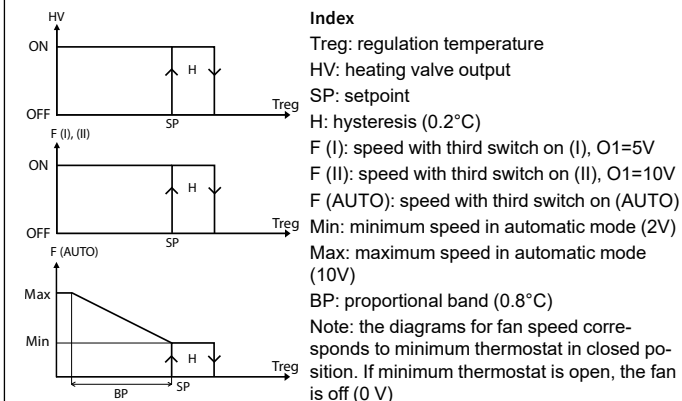 HV
ON
H
OFF
Treg
SP
F (I), (II)
ON
H
OFF
Treg
SP
F (AUTO)
Max
Min
H
Treg
SP
BP
Index
Treg: regulation temperature
HV: heating valve output
SP: setpoint
H: hysteresis (0.2°C)
F (I): speed with third switch on (I), O1=5V
F (II): speed with third switch on (II), O1=10V
F (AUTO): speed with third switch on (AUTO)
Min: minimum speed in automatic mode (2V)
Max: maximum speed in automatic mode
(10V)
BP: proportional band (0.8°C)
Note: the diagrams for fan speed corre-
sponds to minimum thermostat in closed po-
sition. If minimum thermostat is open, the fan
is off (0 V)